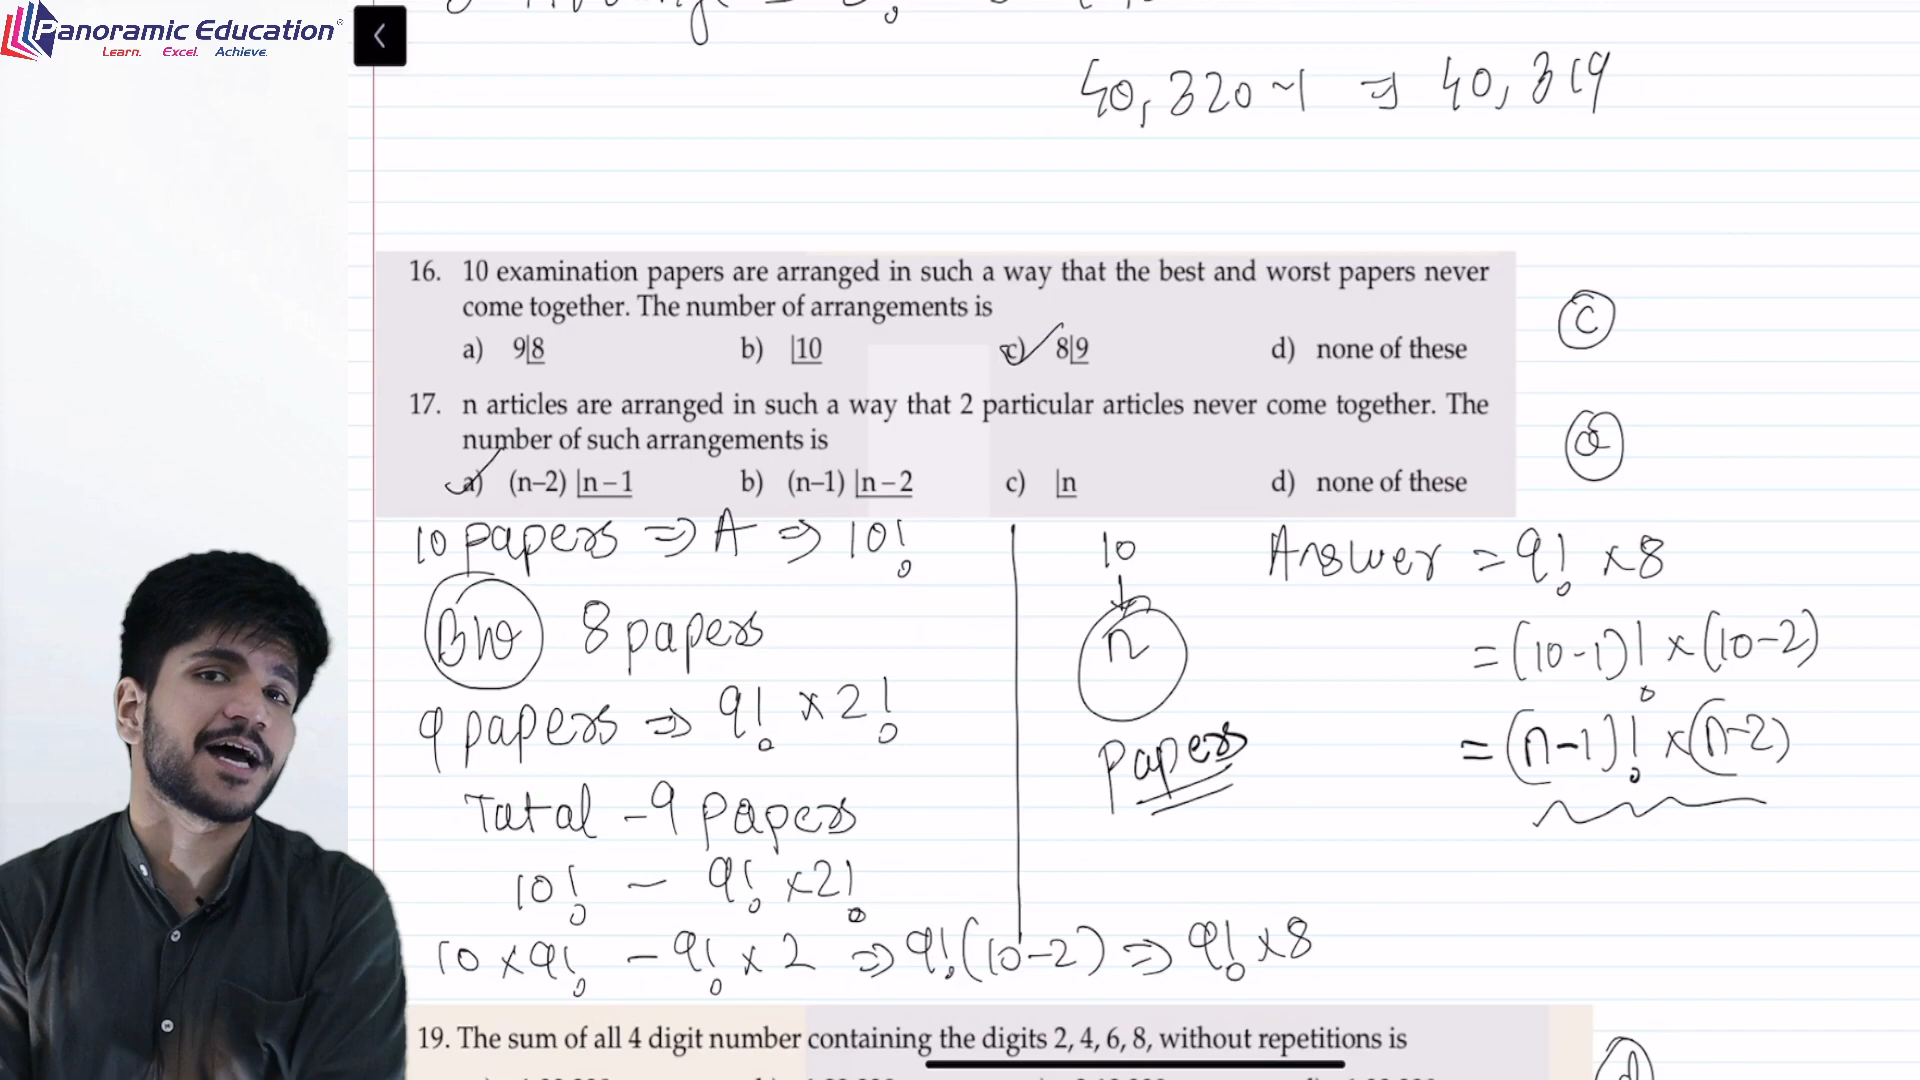 Panoramic Education®
Learn. Excel. Achieve.
40,320-1 ⇒ 40,319
16. 10 examination papers are arranged in such a way that the best and worst papers never
come together. The number of arrangements is
a) 9|8 b) |10 c) 8|9 d) none of these
C
17. n articles are arranged in such a way that 2 particular articles never come together. The
number of such arrangements is
a) (n–2) |n–1 b) (n–1) |n–2 c) |n d) none of these
a
10 papers ⇒ A ⇒ 10!
BW 8 papers
9 papers ⇒ 9! × 2!
Total - 9 papers
10! - 9! × 2!
10 × 9! - 9! × 2 ⇒ 9!(10-2) ⇒ 9! × 8
10
n
Papers
Answer = 9! × 8
= (10-1)! × (10-2)
= (n-1)! × (n-2)
19. The sum of all 4 digit number containing the digits 2, 4, 6, 8, without repetitions is
d